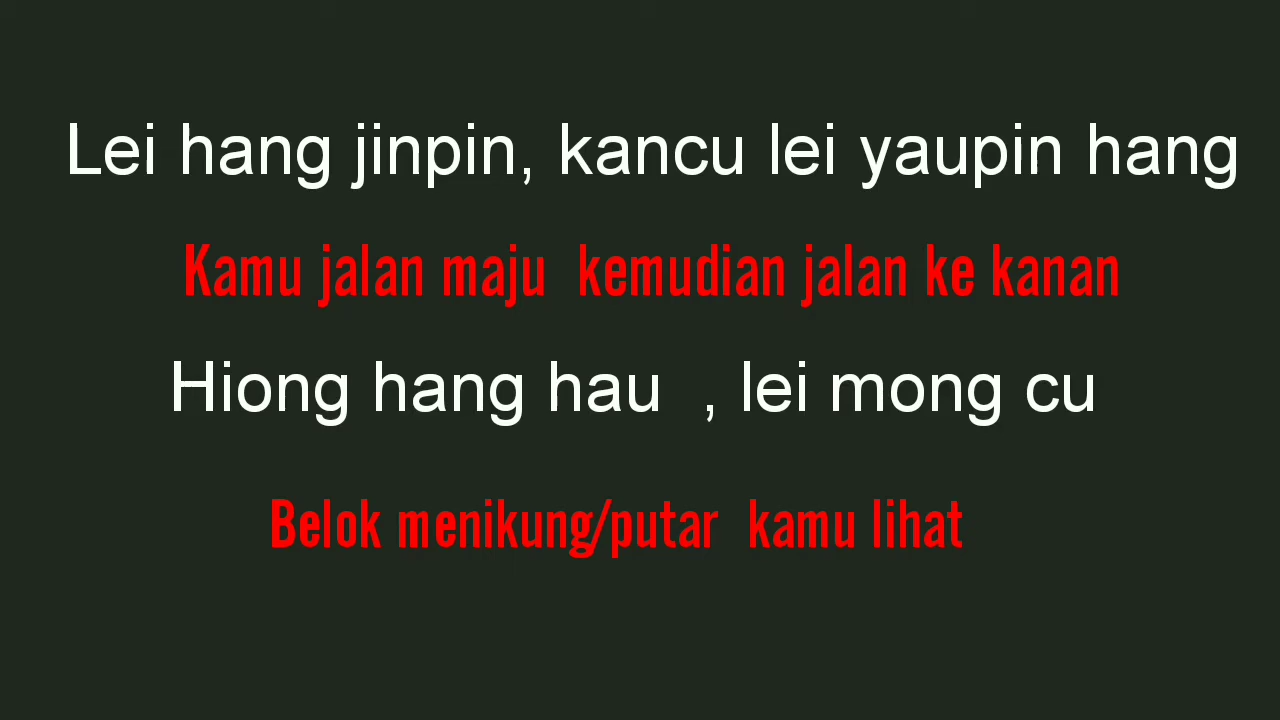 Lei hang jinpin, kancu lei yaupin hang
Kamu jalan maju kemudian jalan ke kanan
Hiong hang hau , lei mong cu
Belok menikung/putar kamu lihat